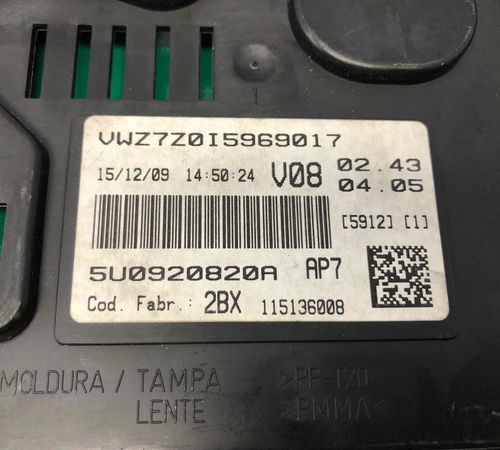 VWZ7Z0I5969017
15/12/09 14:50:24 V08 02.43
04.05
[5912] [1]
5U0920820A AP7
Cod. Fabr.: 2BX 115136008
MOLDURA / TAMPA >PP-T20<
LENTE >PMMA<